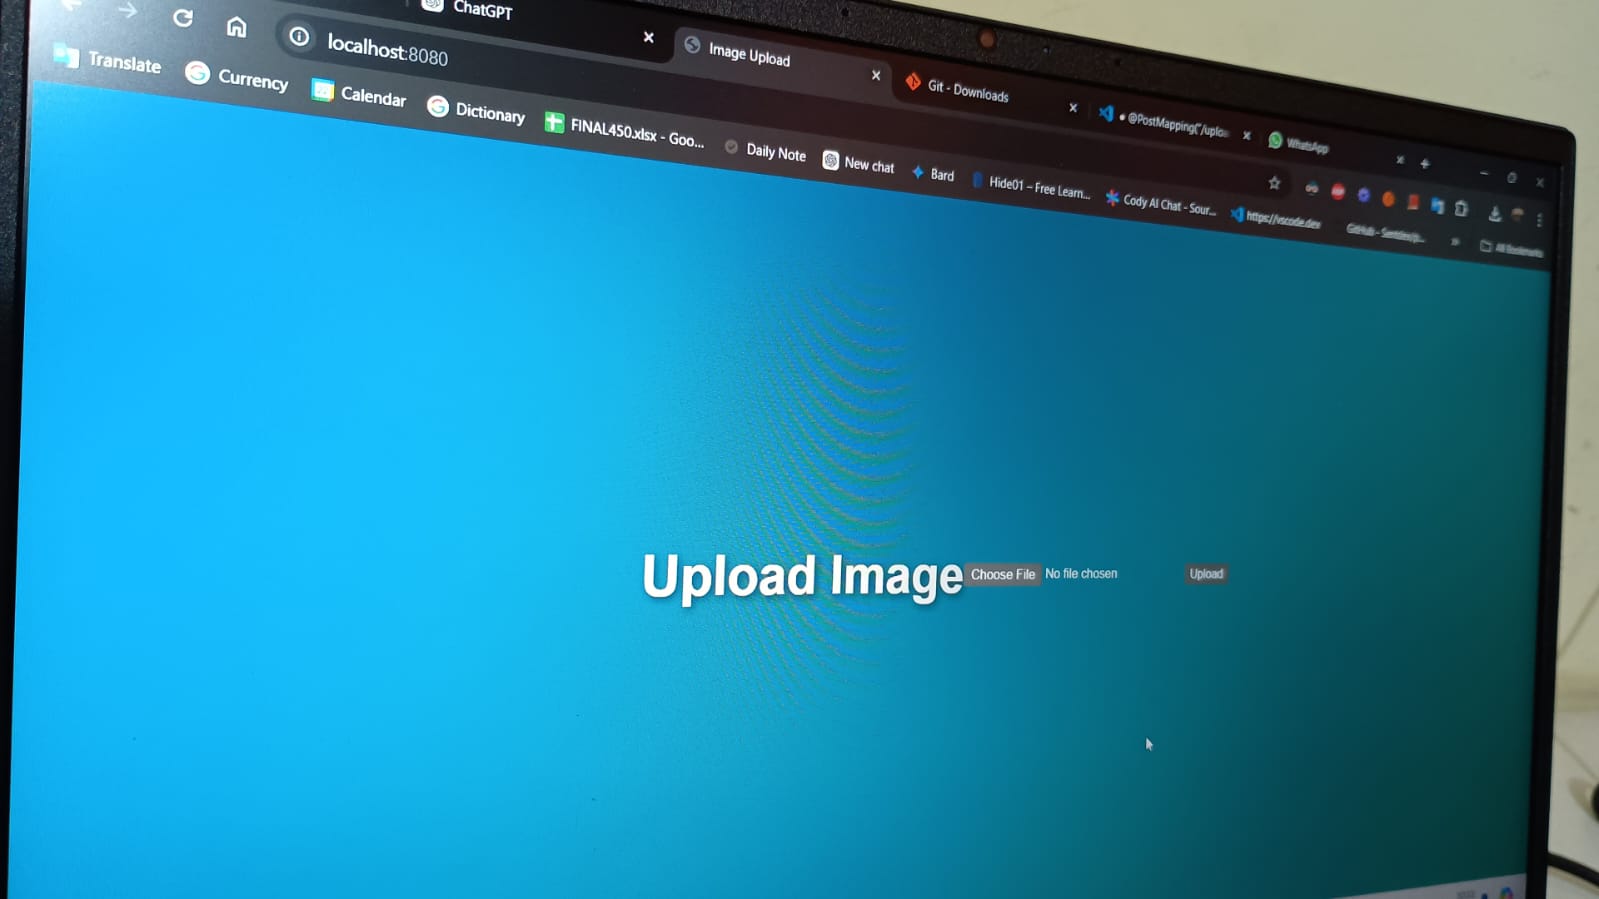 ChatGPT
Image Upload
Git - Downloads
@PostMapping("/uploa
WhatsApp
localhost:8080
Translate
Currency
Calendar
Dictionary
FINAL450.xlsx - Goo...
Daily Note
New chat
Bard
Hide01 – Free Learn...
Cody AI Chat - Sour...
https://vscode.dev
All Bookmarks
Upload Image
Choose File No file chosen
Upload